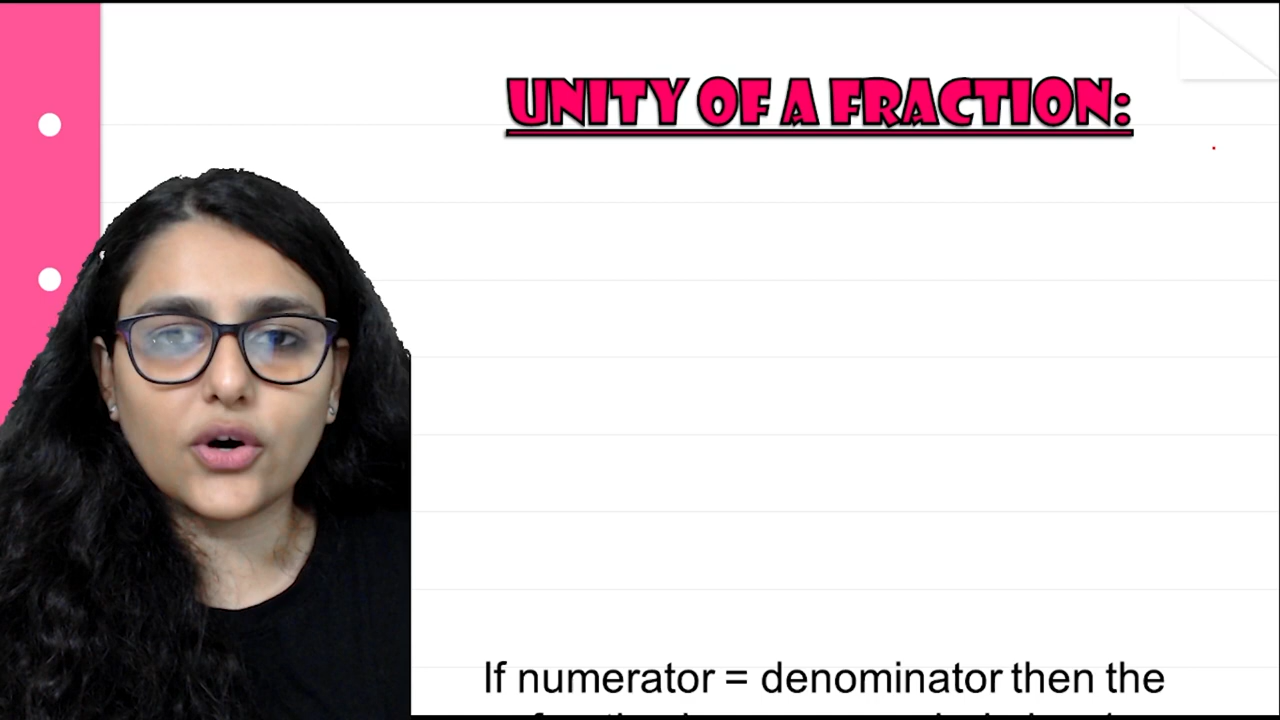 UNITY OF A FRACTION:
If numerator = denominator then the